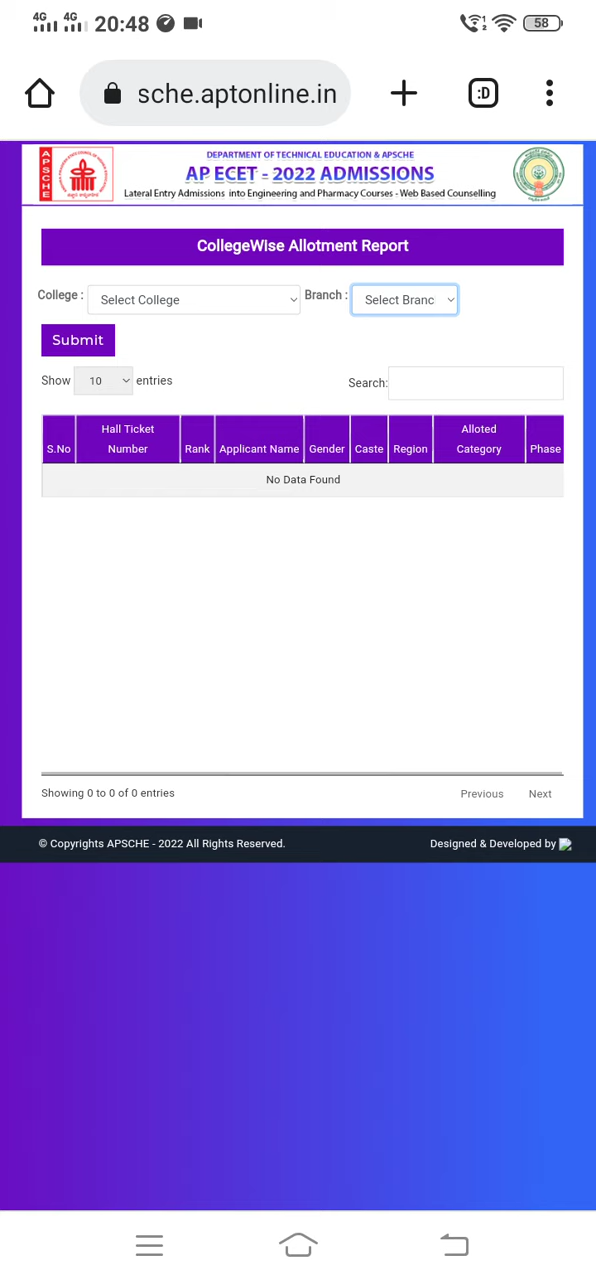 4G 4G 20:48 58
sche.aptonline.in :D
APSCHE
DEPARTMENT OF TECHNICAL EDUCATION & APSCHE
AP ECET - 2022 ADMISSIONS
Lateral Entry Admissions into Engineering and Pharmacy Courses - Web Based Counselling
CollegeWIse Allotment Report
College : Select College Branch : Select Branc
Submit
Show 10 entries Search:
S.No Hall Ticket Number Rank Applicant Name Gender Caste Region Alloted Category Phase
No Data Found
Showing 0 to 0 of 0 entries Previous Next
© Copyrights APSCHE - 2022 All Rights Reserved. Designed & Developed by